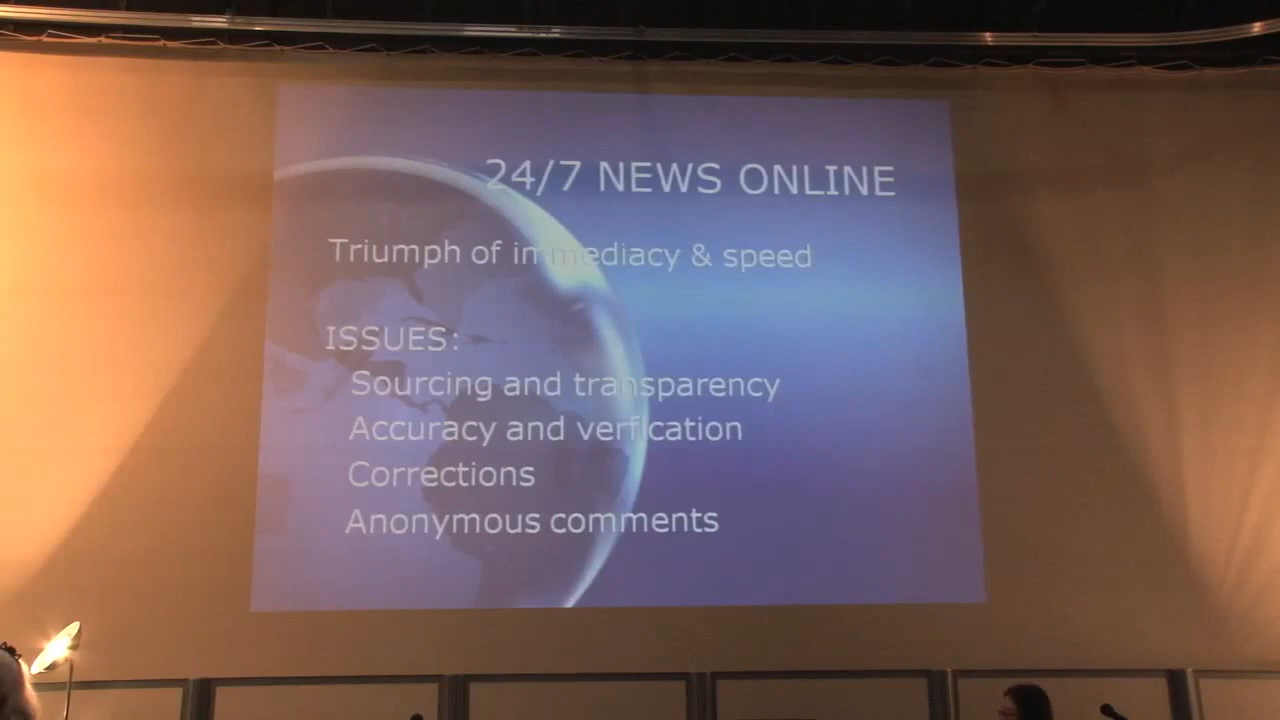 24/7 NEWS ONLINE
Triumph of immediacy & speed
ISSUES:
Sourcing and transparency
Accuracy and verfication
Corrections
Anonymous comments